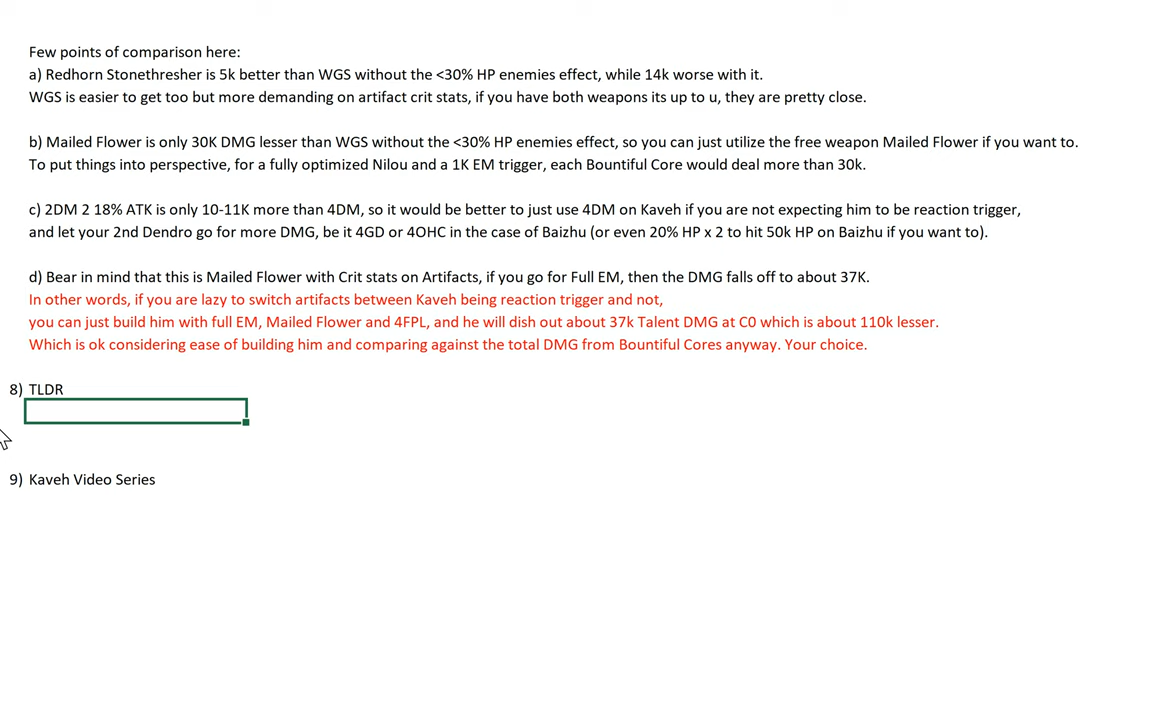 Few points of comparison here:
a) Redhorn Stonethresher is 5k better than WGS without the <30% HP enemies effect, while 14k worse with it.
WGS is easier to get too but more demanding on artifact crit stats, if you have both weapons its up to u, they are pretty close.
b) Mailed Flower is only 30K DMG lesser than WGS without the <30% HP enemies effect, so you can just utilize the free weapon Mailed Flower if you want to.
To put things into perspective, for a fully optimized Nilou and a 1K EM trigger, each Bountiful Core would deal more than 30k.
c) 2DM 2 18% ATK is only 10-11K more than 4DM, so it would be better to just use 4DM on Kaveh if you are not expecting him to be reaction trigger,
and let your 2nd Dendro go for more DMG, be it 4GD or 4OHC in the case of Baizhu (or even 20% HP x 2 to hit 50k HP on Baizhu if you want to).
d) Bear in mind that this is Mailed Flower with Crit stats on Artifacts, if you go for Full EM, then the DMG falls off to about 37K.
In other words, if you are lazy to switch artifacts between Kaveh being reaction trigger and not,
you can just build him with full EM, Mailed Flower and 4FPL, and he will dish out about 37k Talent DMG at C0 which is about 110k lesser.
Which is ok considering ease of building him and comparing against the total DMG from Bountiful Cores anyway. Your choice.
8) TLDR
9) Kaveh Video Series